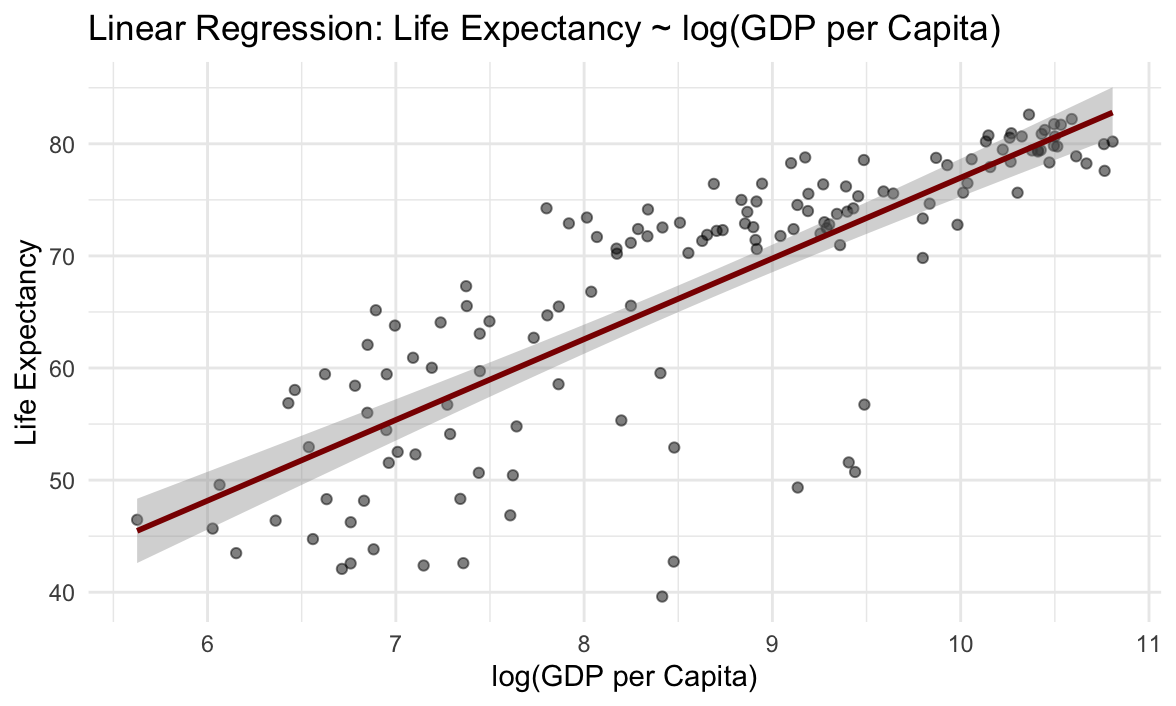 Linear Regression: Life Expectancy ~ log(GDP per Capita)
Life Expectancy
80
70
60
50
40
6 7 8 9 10 11
log(GDP per Capita)